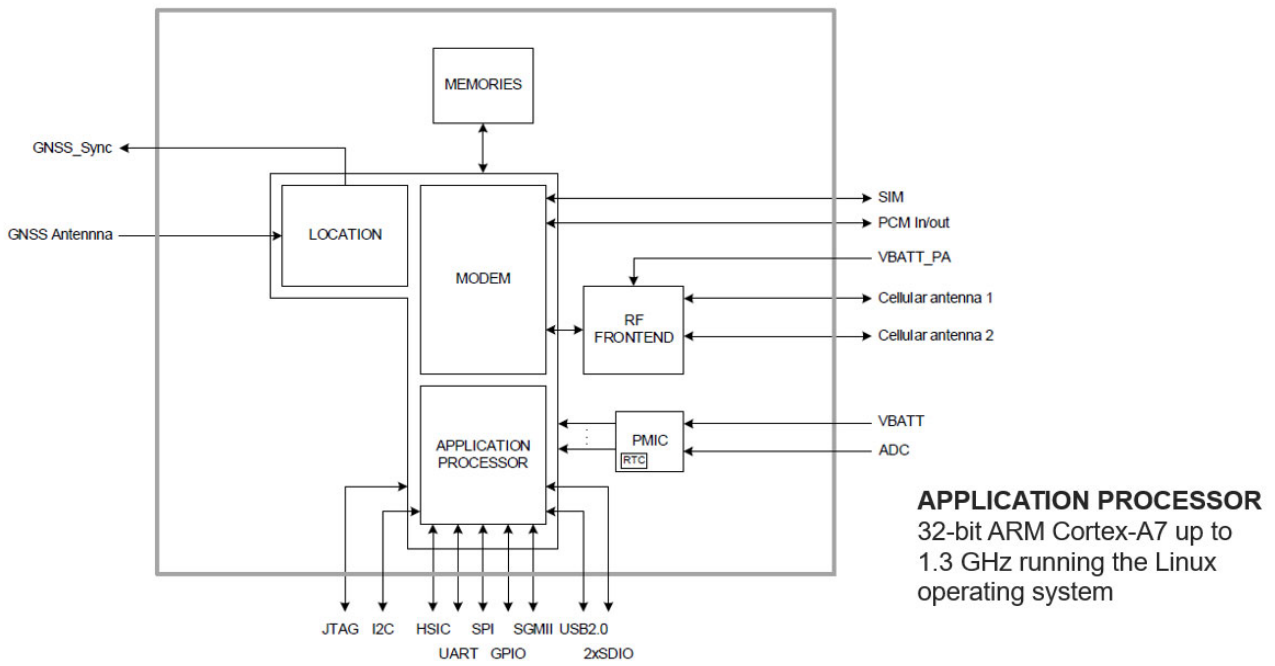 MEMORIES
GNSS_Sync
SIM
LOCATION
GNSS Antennna
PCM In/out
MODEM
VBATT_PA
RF
FRONTEND
Cellular antenna 1
Cellular antenna 2
APPLICATION
PROCESSOR
PMIC
RTC
VBATT
ADC
APPLICATION PROCESSOR
32-bit ARM Cortex-A7 up to
1.3 GHz running the Linux
operating system
JTAG I2C HSIC SPI SGMII USB2.0
UART GPIO 2xSDIO